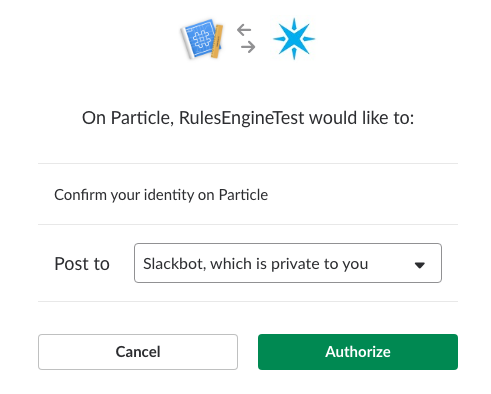 On Particle, RulesEngineTest would like to:
Confirm your identity on Particle
Post to
Slackbot, which is private to you
Cancel
Authorize